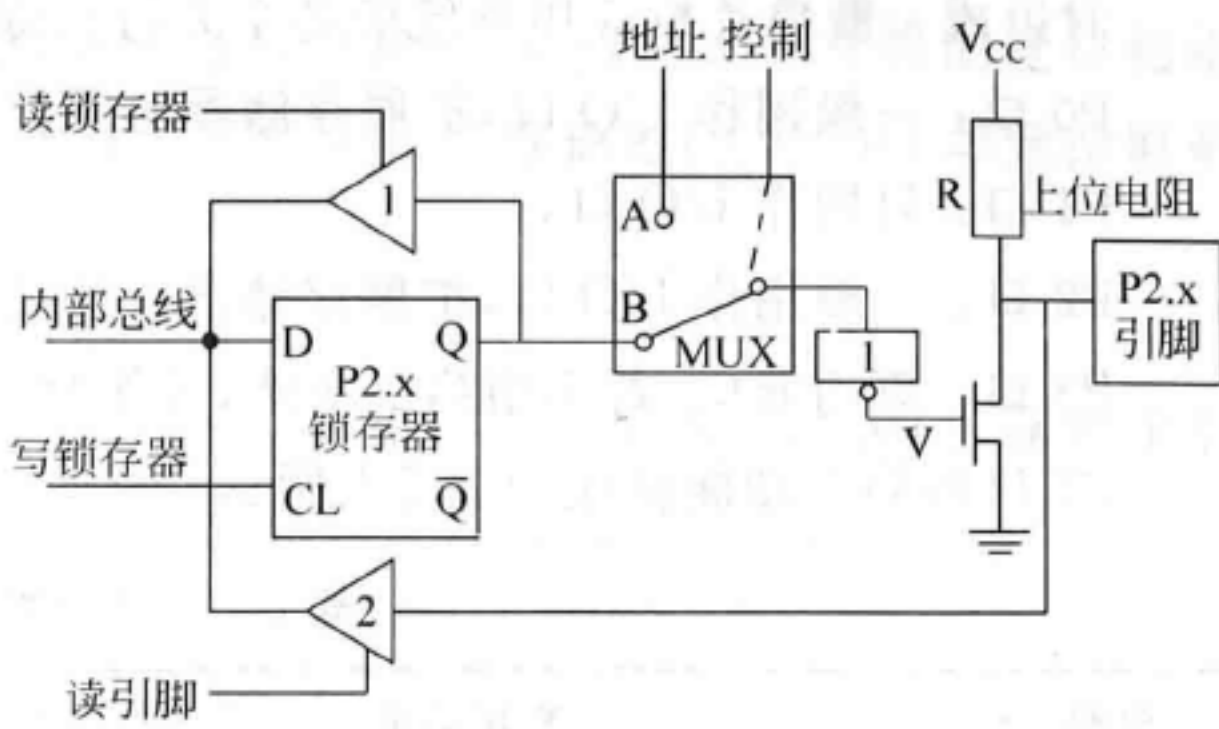 地址 控制
V_CC
读锁存器
1
A
R
上位电阻
P2.x
引脚
内部总线
D
Q
B
MUX
1
P2.x
锁存器
写锁存器
CL
Q̅
V
2
读引脚